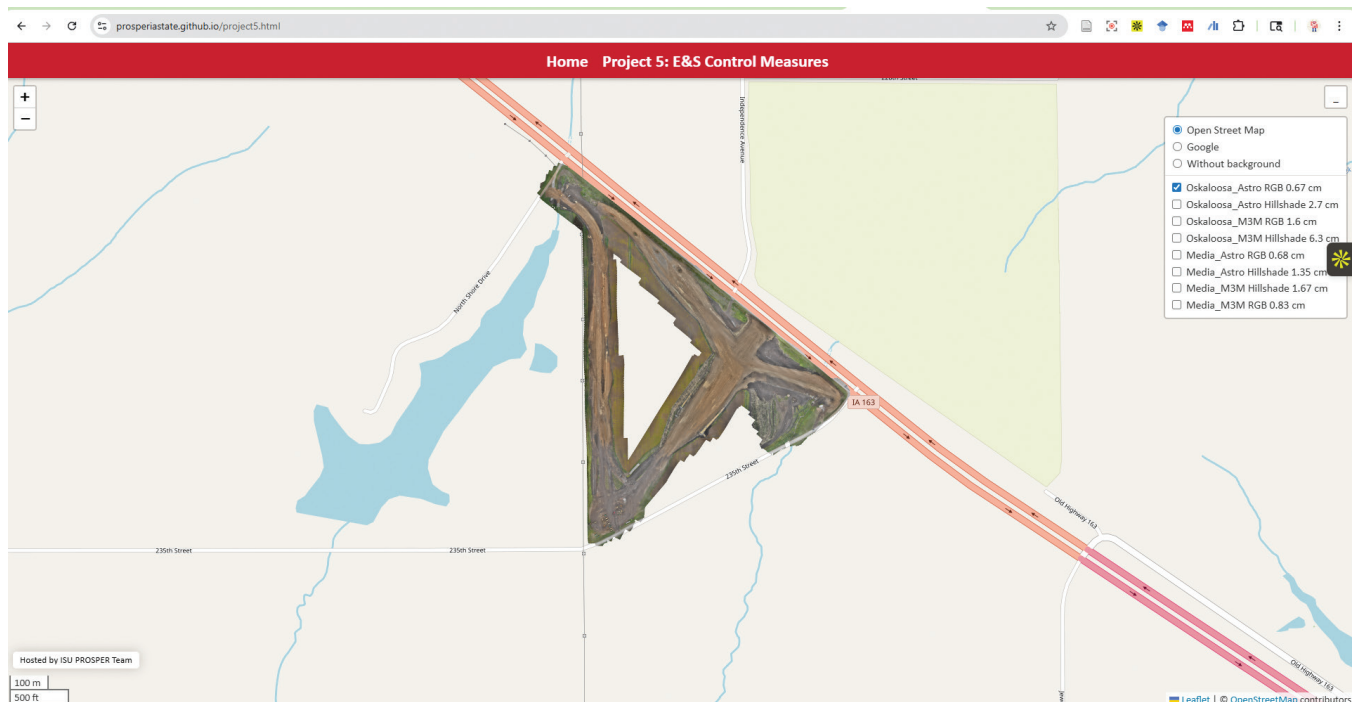 prosperiastate.github.io/project5.html
Home Project 5: E&S Control Measures
+
−
220th Street
Independence Avenue
North Shore Drive
IA 163
235th Street
235th Street
235th Street
Old Highway 163
Old Highway 163
Open Street Map
Google
Without background
Oskaloosa_Astro RGB 0.67 cm
Oskaloosa_Astro Hillshade 2.7 cm
Oskaloosa_M3M RGB 1.6 cm
Oskaloosa_M3M Hillshade 6.3 cm
Media_Astro RGB 0.68 cm
Media_Astro Hillshade 1.35 cm
Media_M3M Hillshade 1.67 cm
Media_M3M RGB 0.83 cm
Hosted by ISU PROSPER Team
100 m
500 ft
Leaflet | © OpenStreetMap contributors